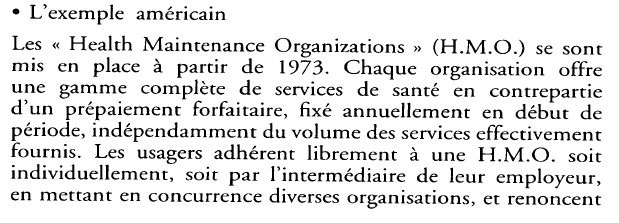 • L'exemple américain
Les « Health Maintenance Organizations » (H.M.O.) se sont
mis en place à partir de 1973. Chaque organisation offre
une gamme complète de services de santé en contrepartie
d'un prépaiement forfaitaire, fixé annuellement en début de
période, indépendamment du volume des services effectivement
fournis. Les usagers adhérent librement à une H.M.O. soit
individuellement, soit par l'intermédiaire de leur employeur,
en mettant en concurrence diverses organisations, et renoncent